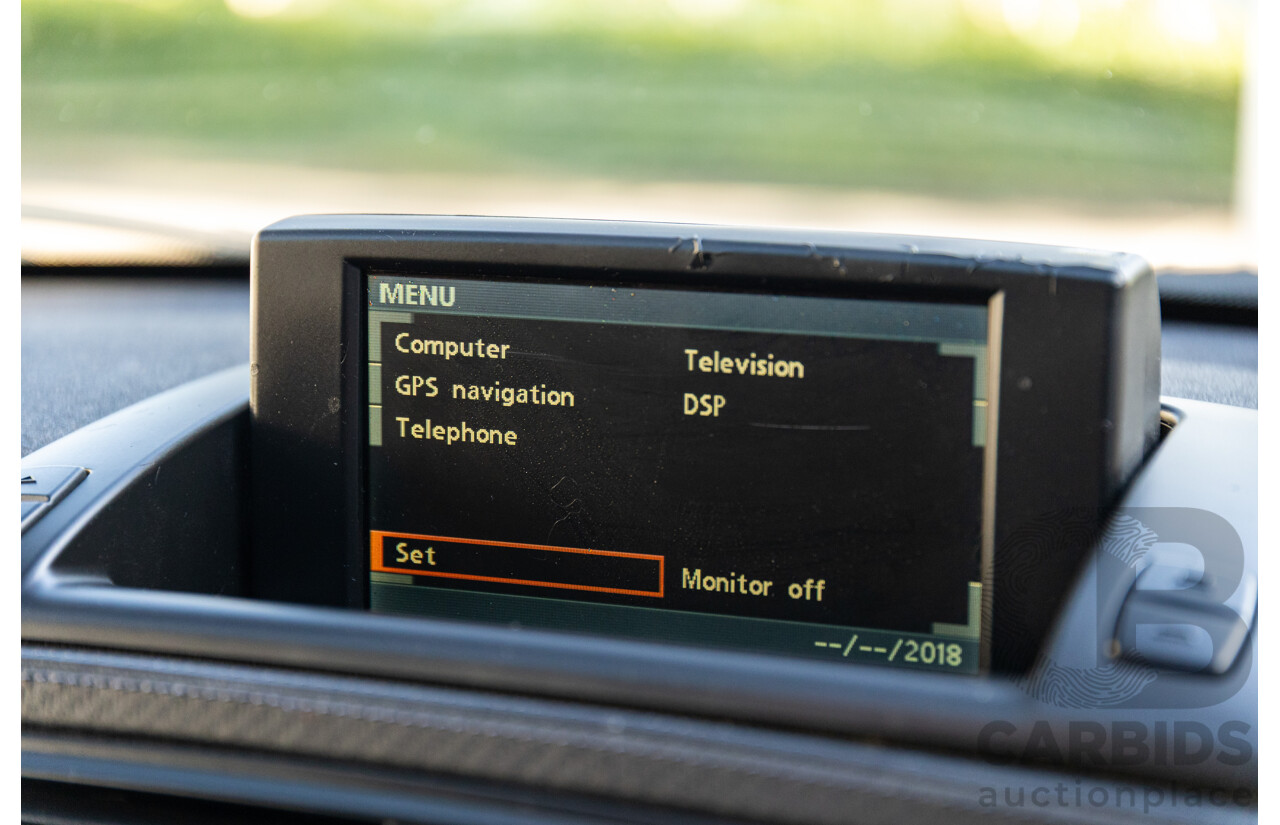 MENU
Computer
GPS navigation
Telephone
Television
DSP
Set
Monitor off
--/--/2018
B
CARBIDS
auctionplace